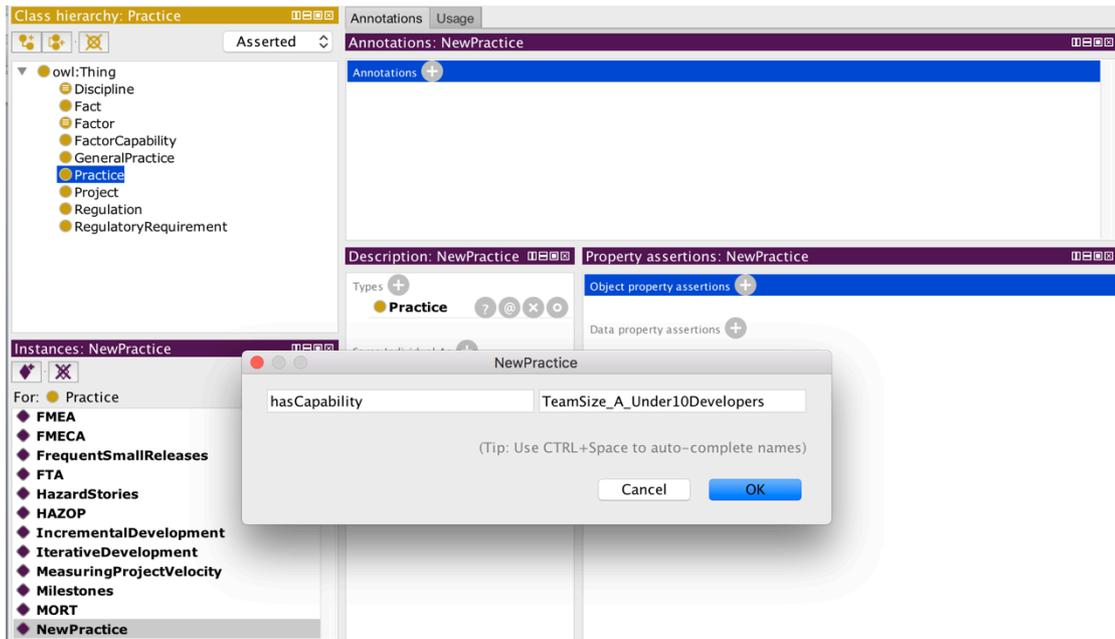 Class hierarchy: Practice
Asserted
owl:Thing
Discipline
Fact
Factor
FactorCapability
GeneralPractice
Practice
Project
Regulation
RegulatoryRequirement
Annotations Usage
Annotations: NewPractice
Annotations
Description: NewPractice
Types
Practice
Property assertions: NewPractice
Object property assertions
Data property assertions
Instances: NewPractice
For: Practice
FMEA
FMECA
FrequentSmallReleases
FTA
HazardStories
HAZOP
IncrementalDevelopment
IterativeDevelopment
MeasuringProjectVelocity
Milestones
MORT
NewPractice
NewPractice
hasCapability TeamSize_A_Under10Developers
(Tip: Use CTRL+Space to auto-complete names)
Cancel OK